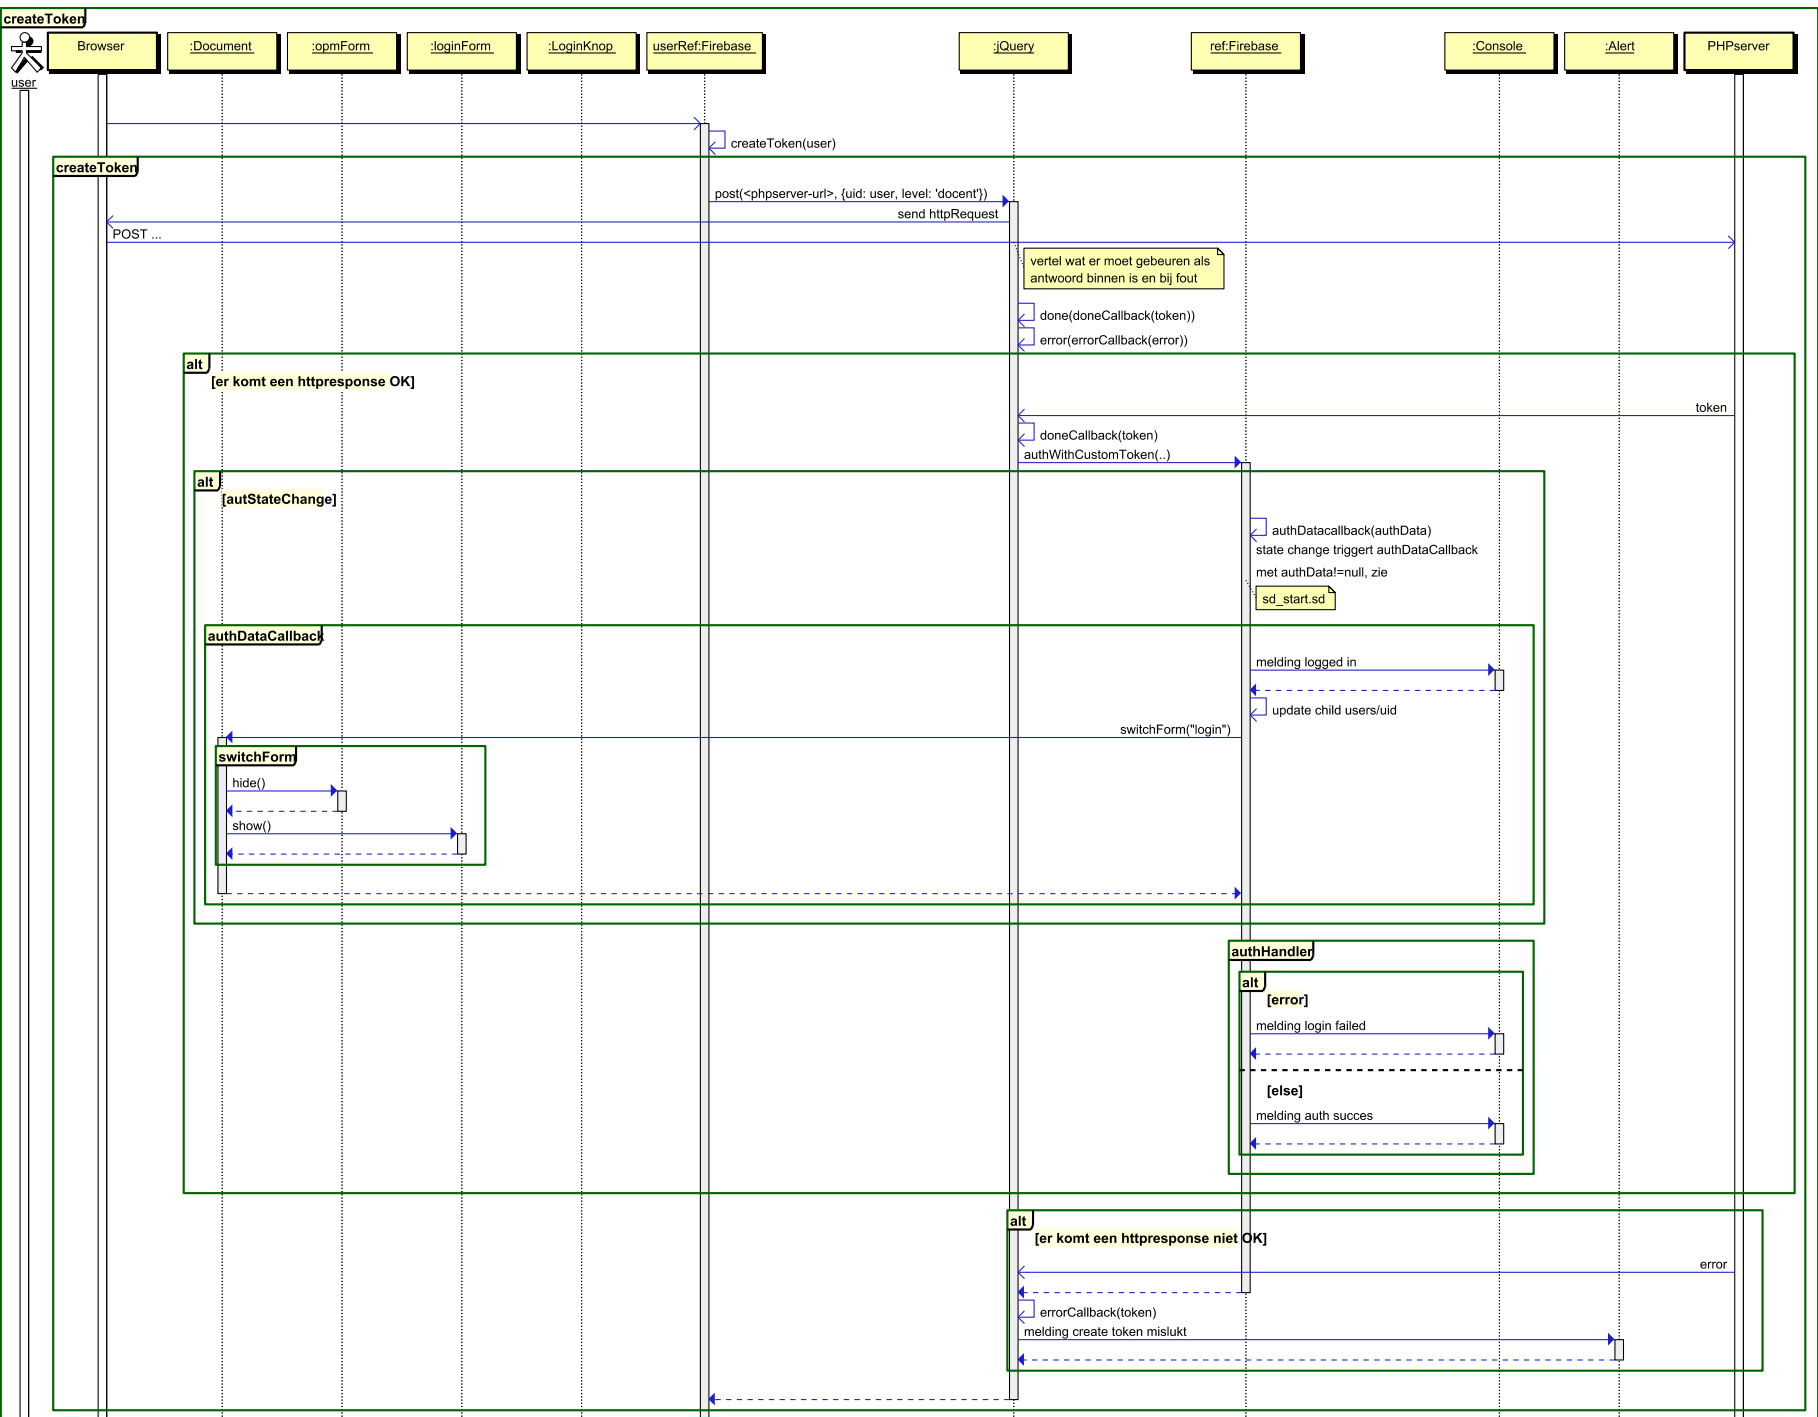 createToken
Browser
:Document
:opmForm
:loginForm
:LoginKnop
userRef:Firebase
:jQuery
ref:Firebase
:Console
:Alert
PHPserver
user
createToken(user)
createToken
post(<phpserver-url>, {uid: user, level: 'docent'})
send httpRequest
POST ...
vertel wat er moet gebeuren als
antwoord binnen is en bij fout
done(doneCallback(token))
error(errorCallback(error))
alt
[er komt een httpresponse OK]
token
doneCallback(token)
authWithCustomToken(..)
alt
[autStateChange]
authDatacallback(authData)
state change triggert authDataCallback
met authData!=null, zie
sd_start.sd
authDataCallback
melding logged in
update child users/uid
switchForm("login")
switchForm
hide()
show()
authHandler
alt
[error]
melding login failed
[else]
melding auth succes
alt
[er komt een httpresponse niet OK]
error
errorCallback(token)
melding create token mislukt